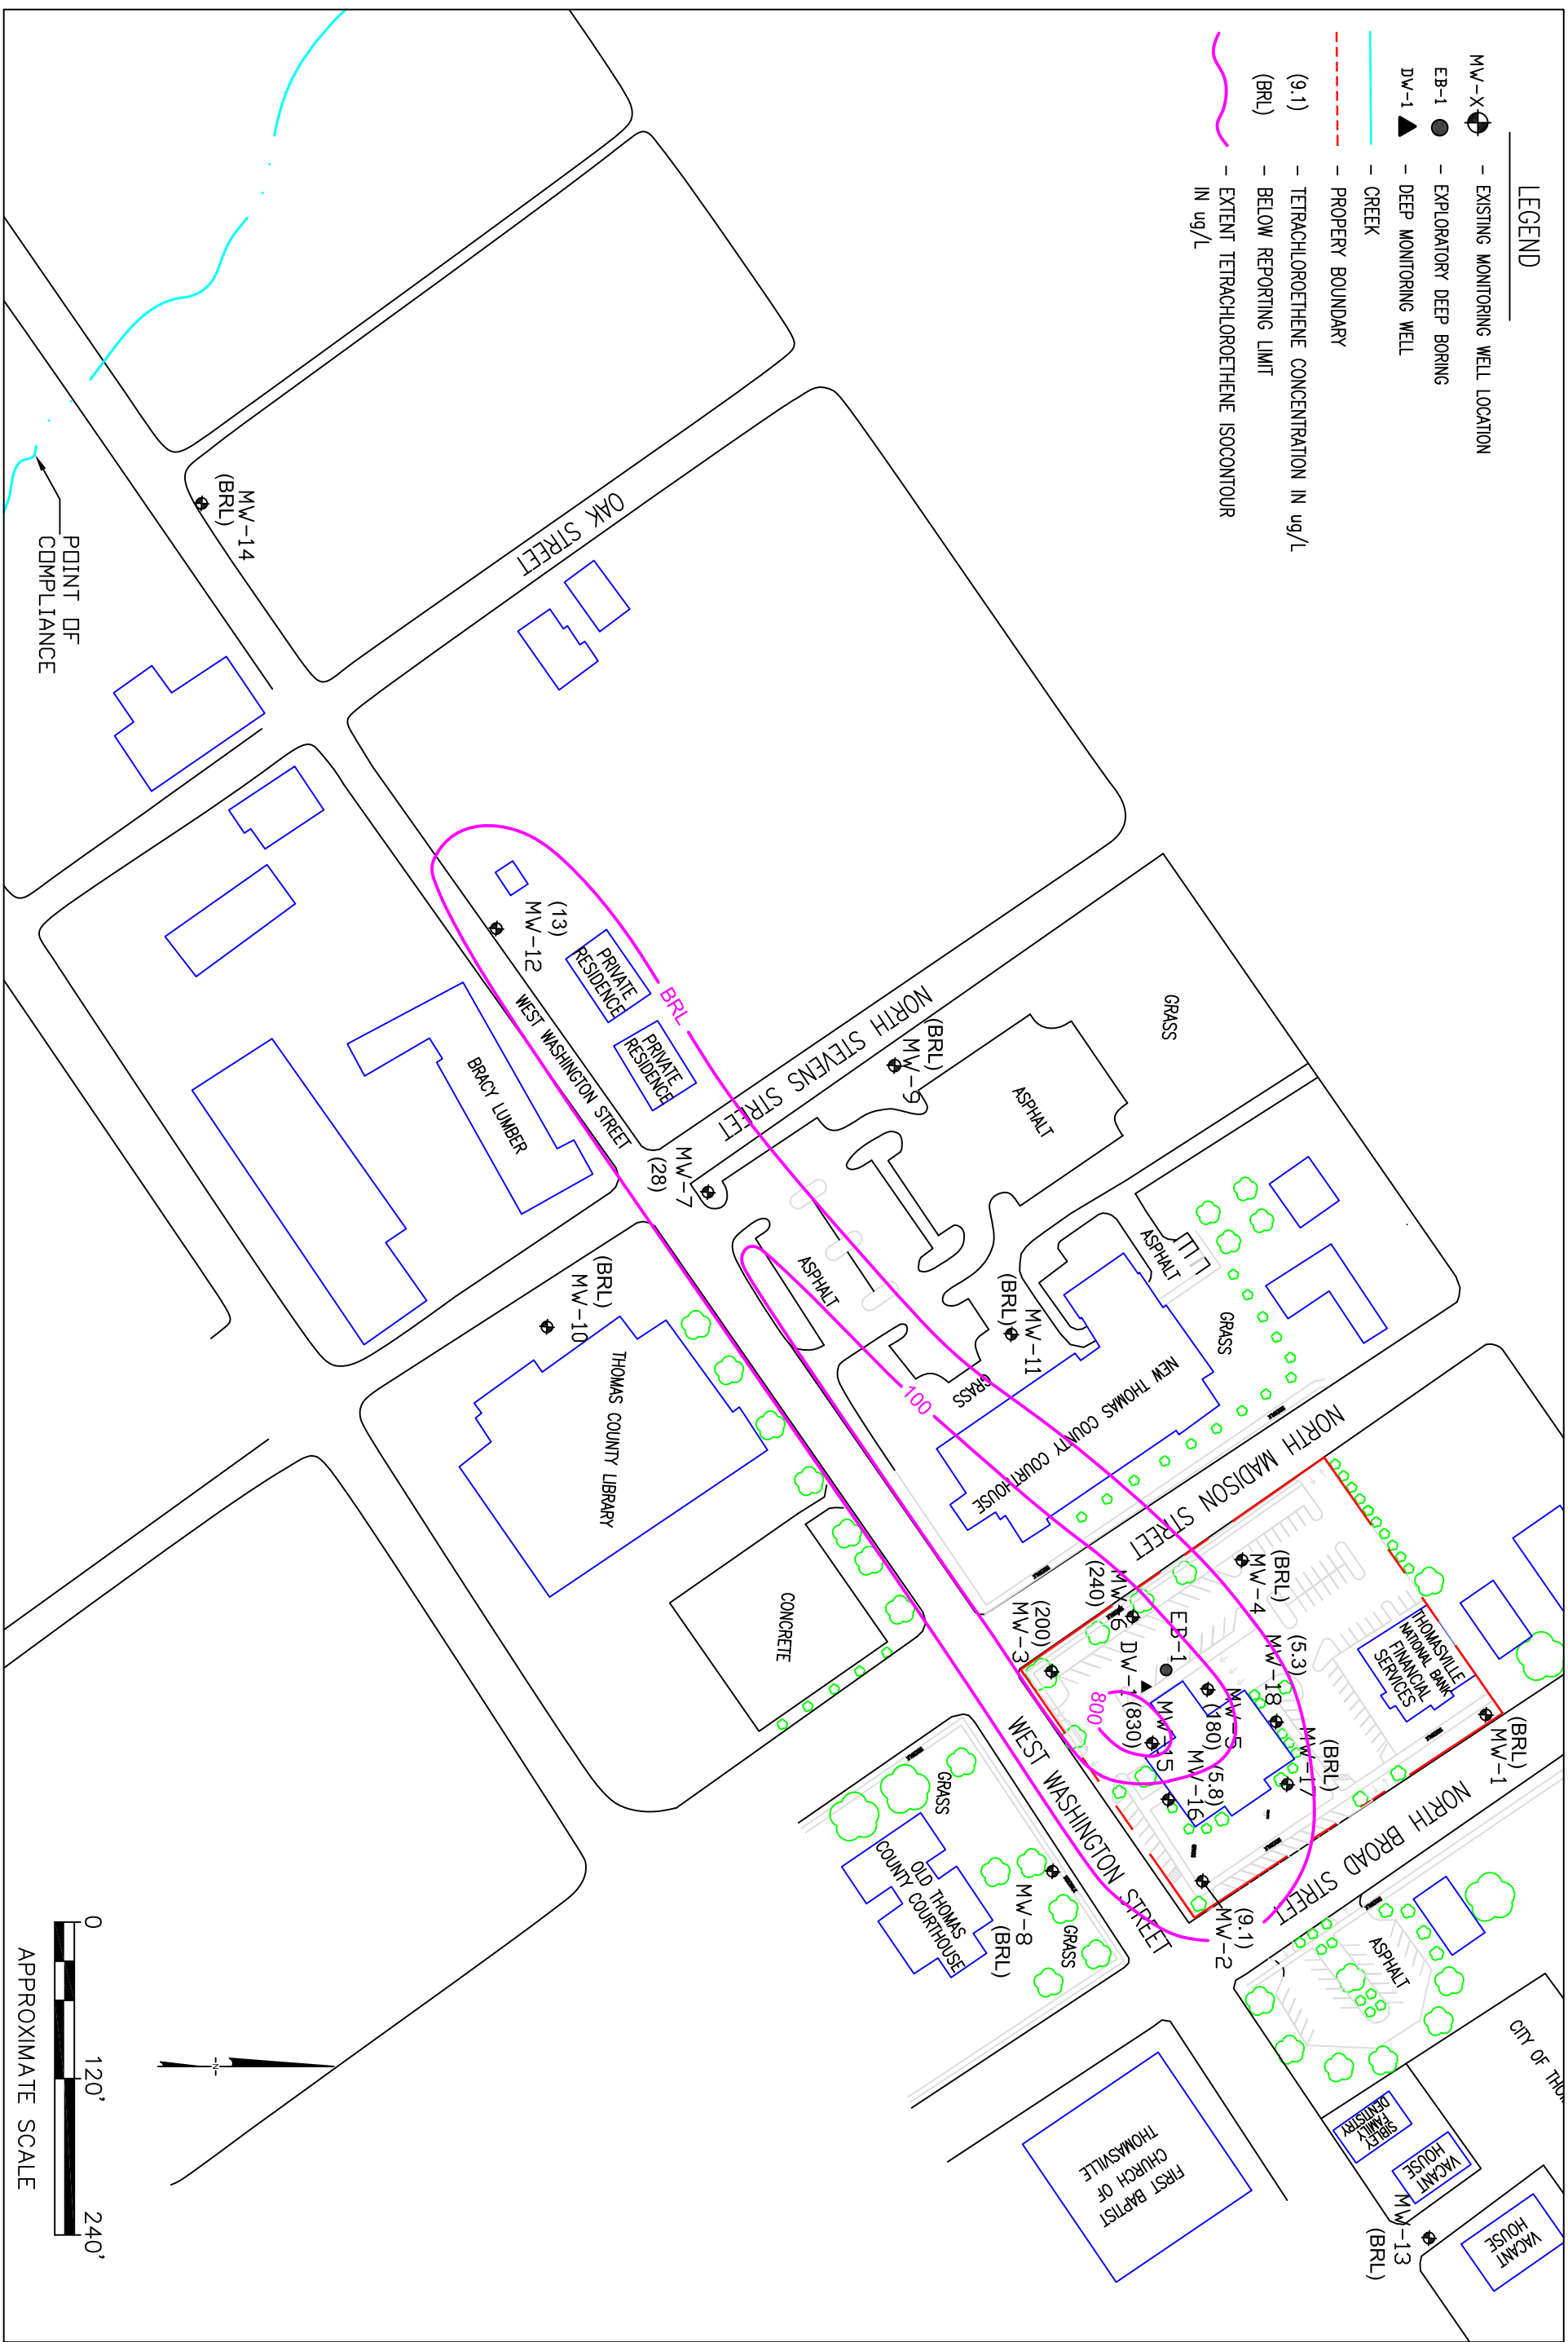 LEGEND
MW-X - EXISTING MONITORING WELL LOCATION
EB-1 - EXPLORATORY DEEP BORING
DW-1 - DEEP MONITORING WELL
- CREEK
- PROPERY BOUNDARY
(9.1) - TETRACHLOROETHENE CONCENTRATION IN ug/L
(BRL) - BELOW REPORTING LIMIT
- EXTENT TETRACHLOROETHENE ISOCONTOUR
IN ug/L
CITY OF
VACANT
HOUSE
SIBLEY
FAMILY
DENTISTRY
VACANT
HOUSE
MW-13
(BRL)
ASPHALT
THOMASVILLE
NATIONAL BANK
FINANCIAL
SERVICES
(BRL)
MW-1
NORTH BROAD STREET
NORTH MADISON STREET
(BRL)
MW-4
(5.3)
MW-18
(BRL)
MW-17
MW-5
(180)
(5.8)
MW-16
(9.1)
MW-2
EB-1
DW-1
(830)
MW-15
800
MW-6
(240)
(200)
MW-3
WEST WASHINGTON STREET
GRASS
ASPHALT
GRASS
ASPHALT
NEW THOMAS COUNTY COURTHOUSE
GRASS
MW-11
(BRL)
(BRL)
MW-9
NORTH STEVENS STREET
ASPHALT
100
BRL
MW-7
(28)
PRIVATE
RESIDENCE
PRIVATE
RESIDENCE
(13)
MW-12
WEST WASHINGTON STREET
BRACY LUMBER
(BRL)
MW-10
THOMAS COUNTY LIBRARY
CONCRETE
GRASS
OLD THOMAS
COUNTY COURTHOUSE
MW-8
(BRL)
GRASS
FIRST BAPTIST
CHURCH OF
THOMASVILLE
OAK STREET
MW-14
(BRL)
POINT OF
COMPLIANCE
N
0 120' 240'
APPROXIMATE SCALE